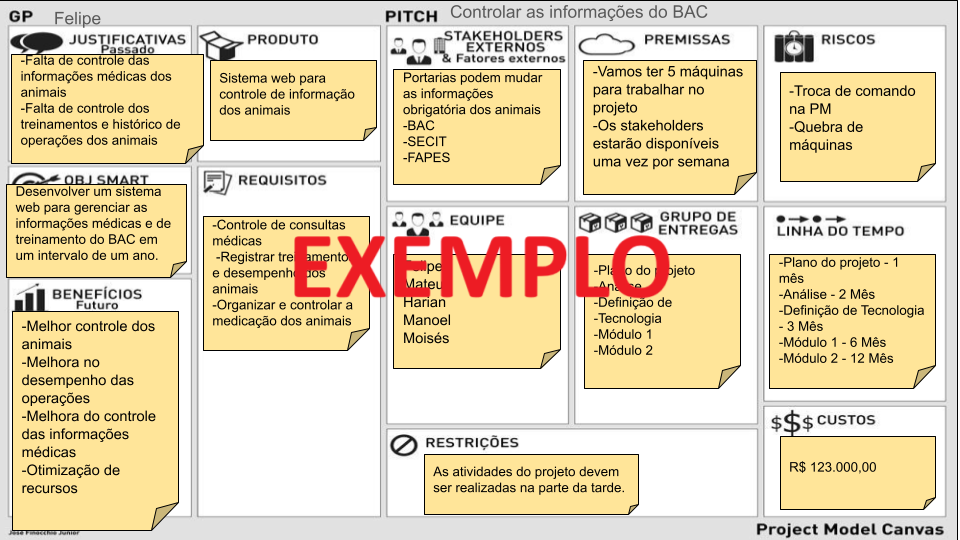 GP Felipe
PITCH Controlar as informações do BAC
JUSTIFICATIVAS
Passado
-Falta de controle das
informações médicas dos
animais
-Falta de controle dos
treinamentos e histórico de
operações dos animais
PRODUTO
Sistema web para
controle de informação
dos animais
STAKEHOLDERS
EXTERNOS
& Fatores externos
Portarias podem mudar
as informações
obrigatória dos animais
-BAC
-SECIT
-FAPES
PREMISSAS
-Vamos ter 5 máquinas
para trabalhar no
projeto
-Os stakeholders
estarão disponíveis
uma vez por semana
RISCOS
-Troca de comando
na PM
-Quebra de
máquinas
OBJ SMART
Desenvolver um sistema
web para gerenciar as
informações médicas e de
treinamento do BAC em
um intervalo de um ano.
REQUISITOS
-Controle de consultas
médicas
-Registrar treinamento
e desempenho dos
animais
-Organizar e controlar a
medicação dos animais
EQUIPE
Felipe
Mateus
Harian
Manoel
Moisés
GRUPO DE
ENTREGAS
-Plano do projeto
-Análise
-Definição de
-Tecnologia
-Módulo 1
-Módulo 2
LINHA DO TEMPO
-Plano do projeto - 1
mês
-Análise - 2 Mês
-Definição de Tecnologia
- 3 Mês
-Módulo 1 - 6 Mês
-Módulo 2 - 12 Mês
EXEMPLO
BENEFÍCIOS
Futuro
-Melhor controle dos
animais
-Melhora no
desempenho das
operações
-Melhora do controle
das informações
médicas
-Otimização de
recursos
RESTRIÇÕES
As atividades do projeto devem
ser realizadas na parte da tarde.
$$$ CUSTOS
R$ 123.000,00
José Finocchio Junior
Project Model Canvas